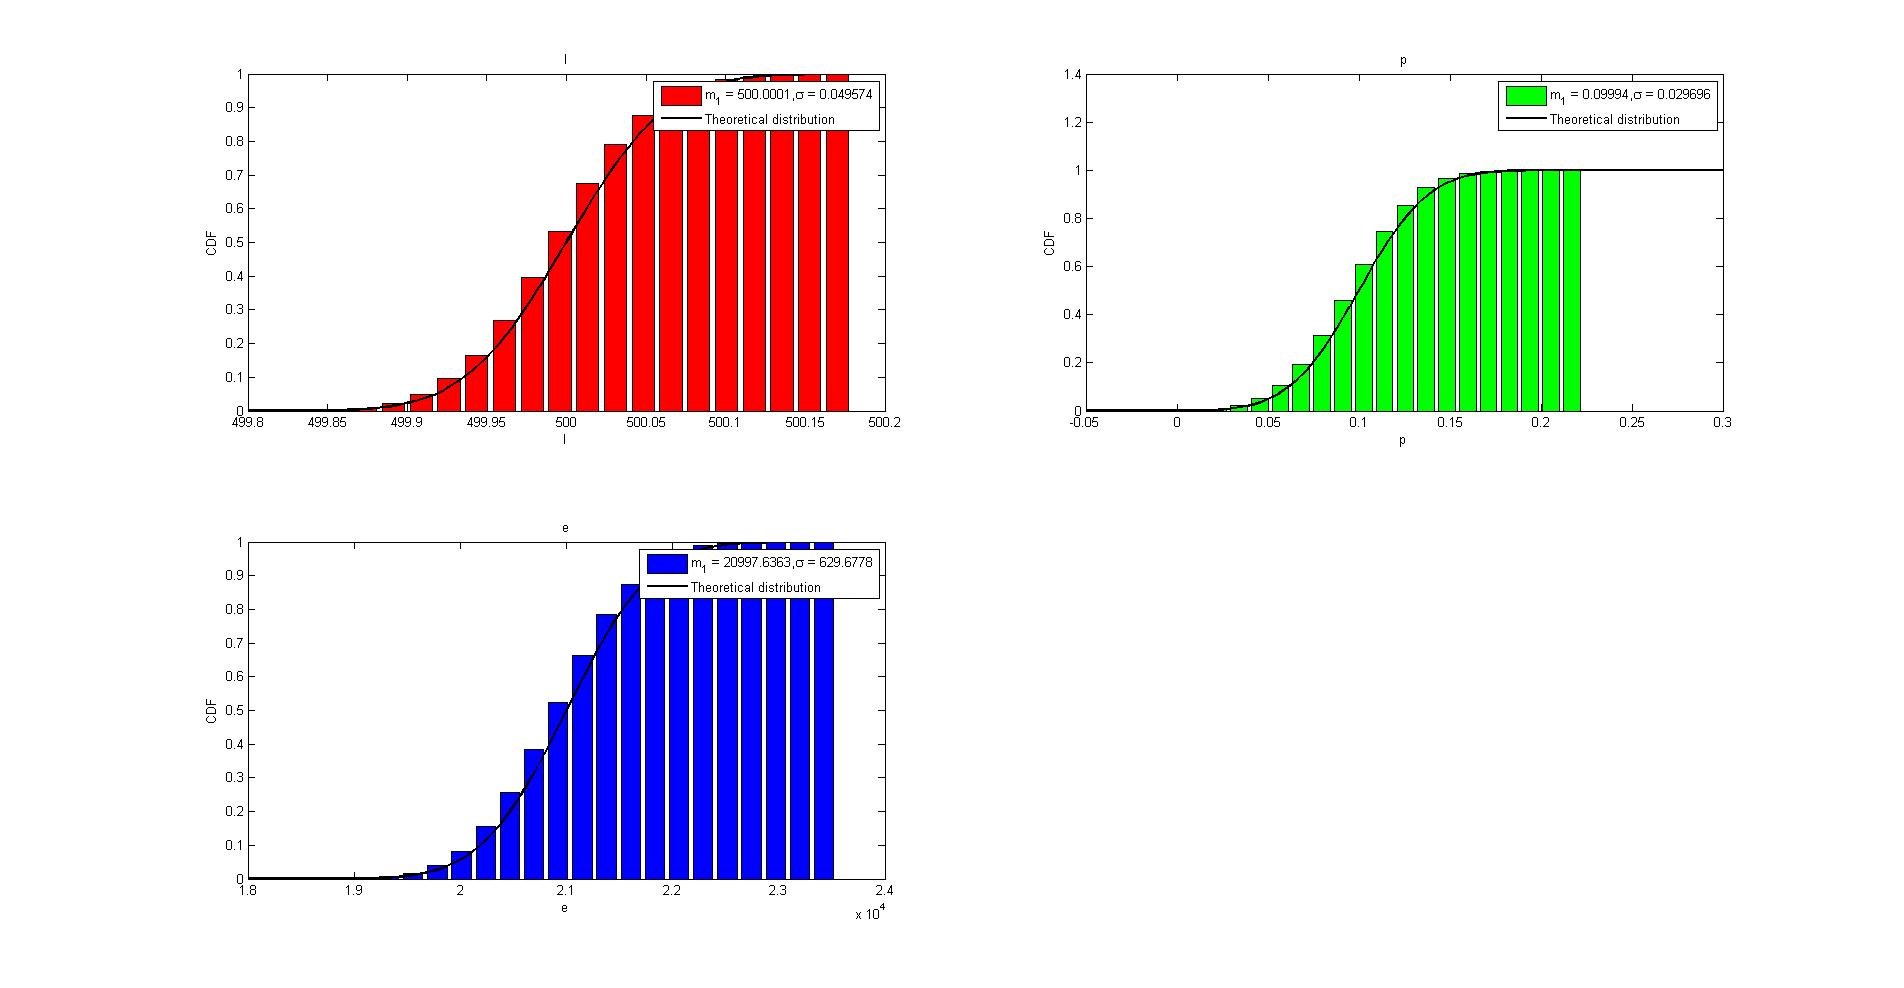 l
m1 = 500.0001,σ = 0.049574
Theoretical distribution
1
0.9
0.8
0.7
0.6
0.5
0.4
0.3
0.2
0.1
0
CDF
499.8 499.85 499.9 499.95 500 500.05 500.1 500.15 500.2
l
p
m1 = 0.09994,σ = 0.029696
Theoretical distribution
1.4
1.2
1
0.8
0.6
0.4
0.2
0
CDF
-0.05 0 0.05 0.1 0.15 0.2 0.25 0.3
p
e
m1 = 20997.6363,σ = 629.6778
Theoretical distribution
1
0.9
0.8
0.7
0.6
0.5
0.4
0.3
0.2
0.1
0
CDF
1.8 1.9 2 2.1 2.2 2.3 2.4
e
x 10^4